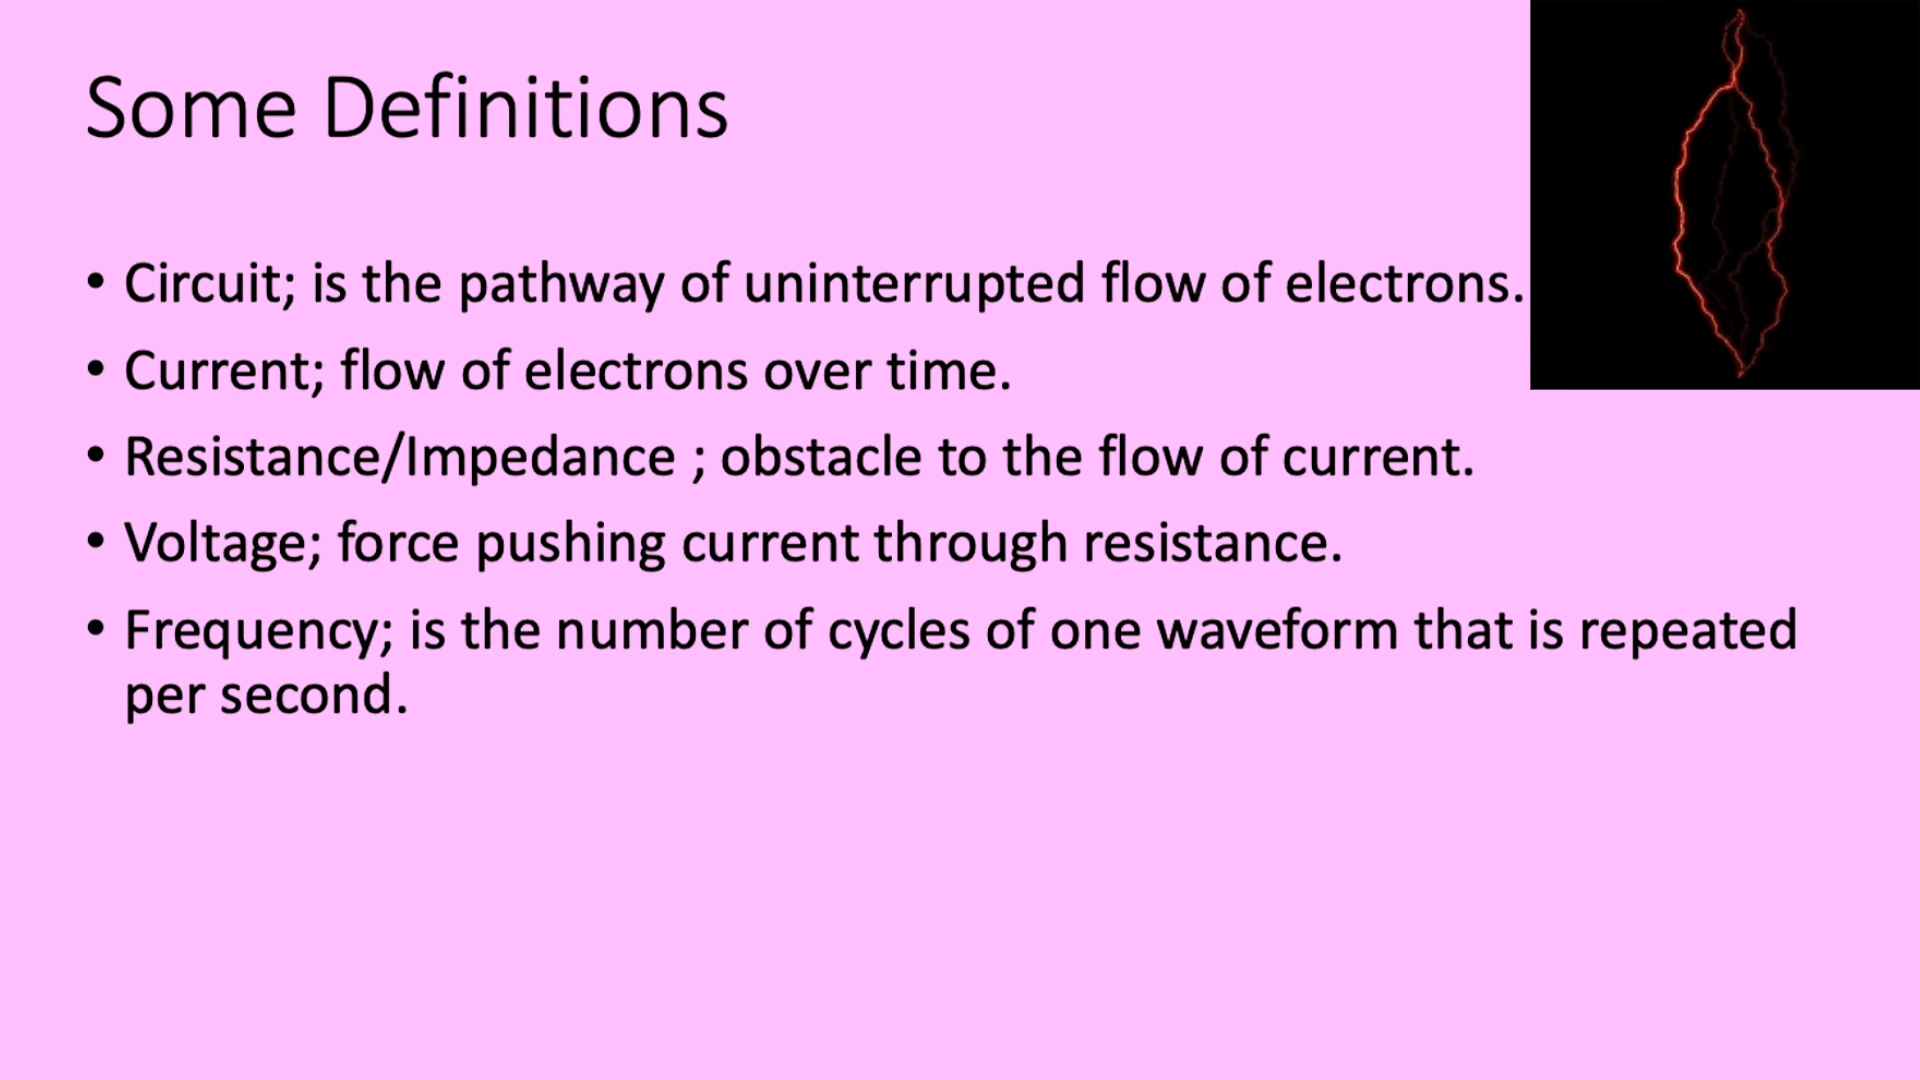 Some Definitions
• Circuit; is the pathway of uninterrupted flow of electrons.
• Current; flow of electrons over time.
• Resistance/Impedance ; obstacle to the flow of current.
• Voltage; force pushing current through resistance.
• Frequency; is the number of cycles of one waveform that is repeated
per second.